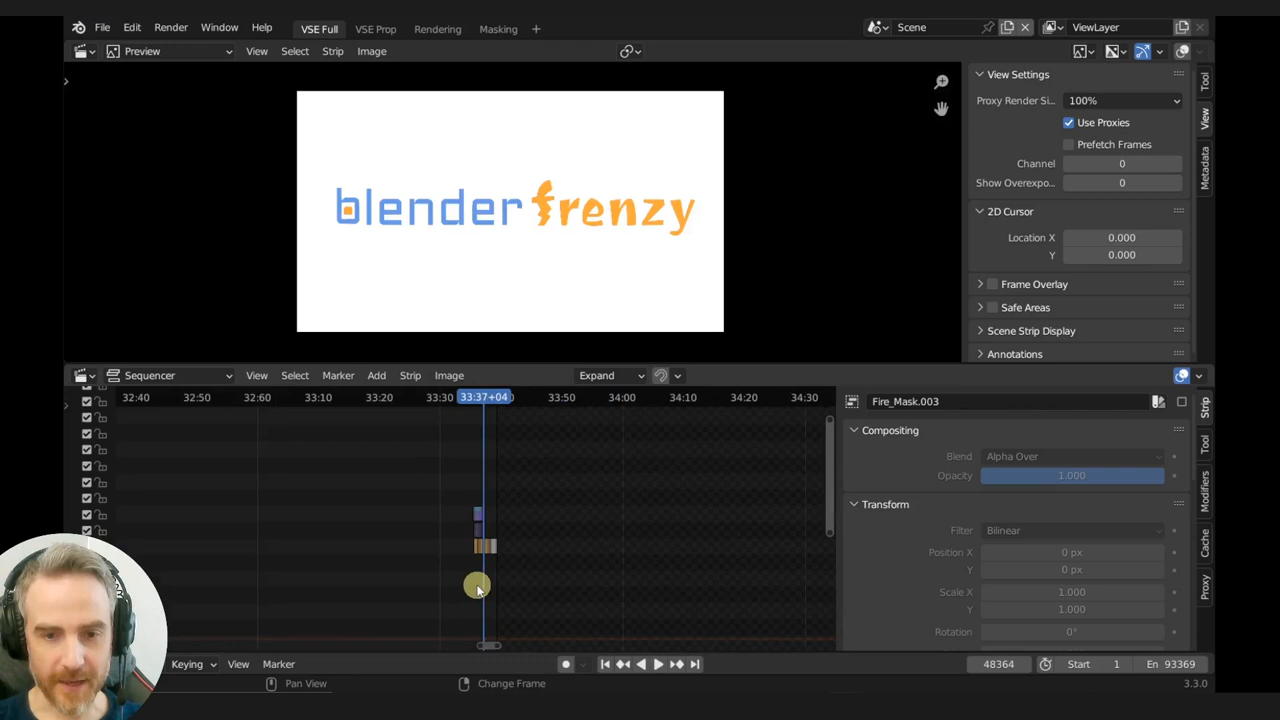 File Edit Render Window Help VSE Full VSE Prop Rendering Masking + Scene ViewLayer
Preview View Select Strip Image
View Settings
Proxy Render Si... 100%
Use Proxies
Prefetch Frames
Channel 0
Show Overexpo... 0
2D Cursor
Location X 0.000
Y 0.000
Frame Overlay
Safe Areas
Scene Strip Display
Annotations
Tool
View
Metadata
blender frenzy
Sequencer View Select Marker Add Strip Image Expand
32:40 32:50 33:00 33:10 33:20 33:30 33:37+04 33:50 34:00 34:10 34:20 34:30
Fire_Mask.003
Compositing
Blend Alpha Over
Opacity 1.000
Transform
Filter Bilinear
Position X 0 px
Y 0 px
Scale X 1.000
Y 1.000
Rotation 0°
Strip
Tool
Modifiers
Cache
Proxy
Keying View Marker 48364 Start 1 En 93369
Pan View Change Frame 3.3.0